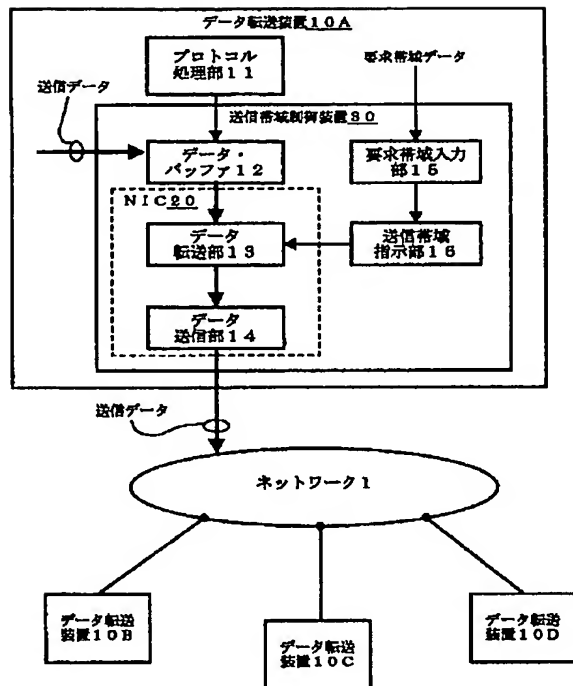 データ転送装置10A
プロトコル
処理部11
要求帯域データ
送信データ
送信帯域制御装置30
データ・
バッファ12
要求帯域入力
部15
NIC20
データ
転送部13
送信帯域
指示部16
データ
送信部14
送信データ
ネットワーク1
データ転送
装置10B
データ転送
装置10C
データ転送
装置10D